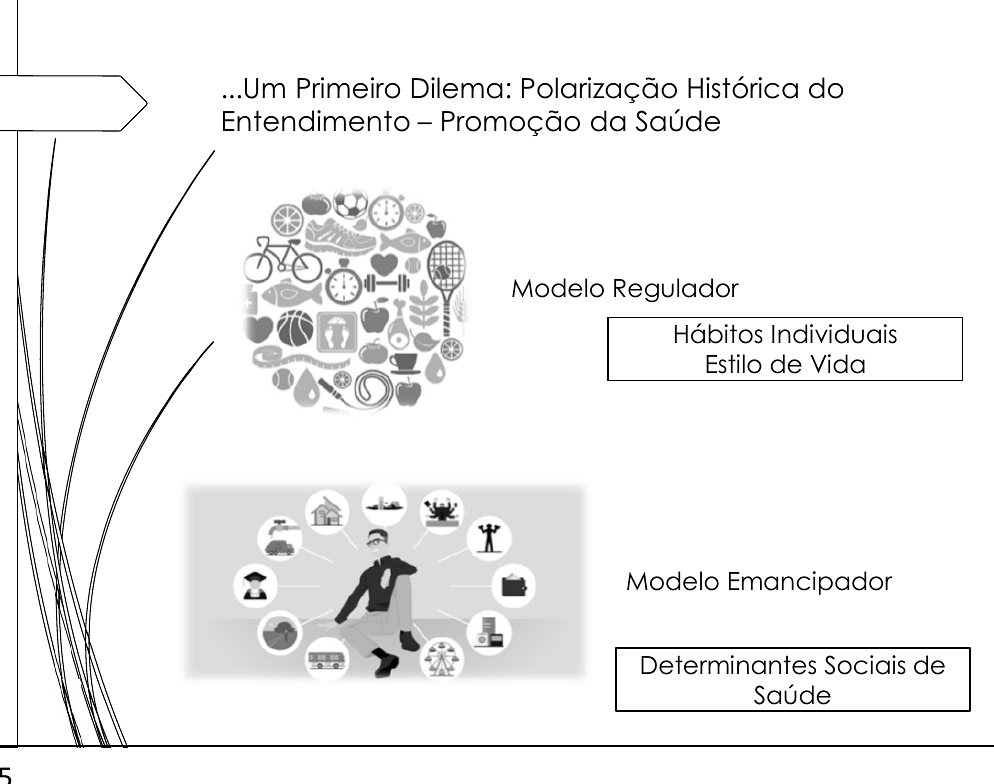 ...Um Primeiro Dilema: Polarização Histórica do
Entendimento – Promoção da Saúde
Modelo Regulador
Hábitos Individuais
Estilo de Vida
Modelo Emancipador
Determinantes Sociais de
Saúde
5